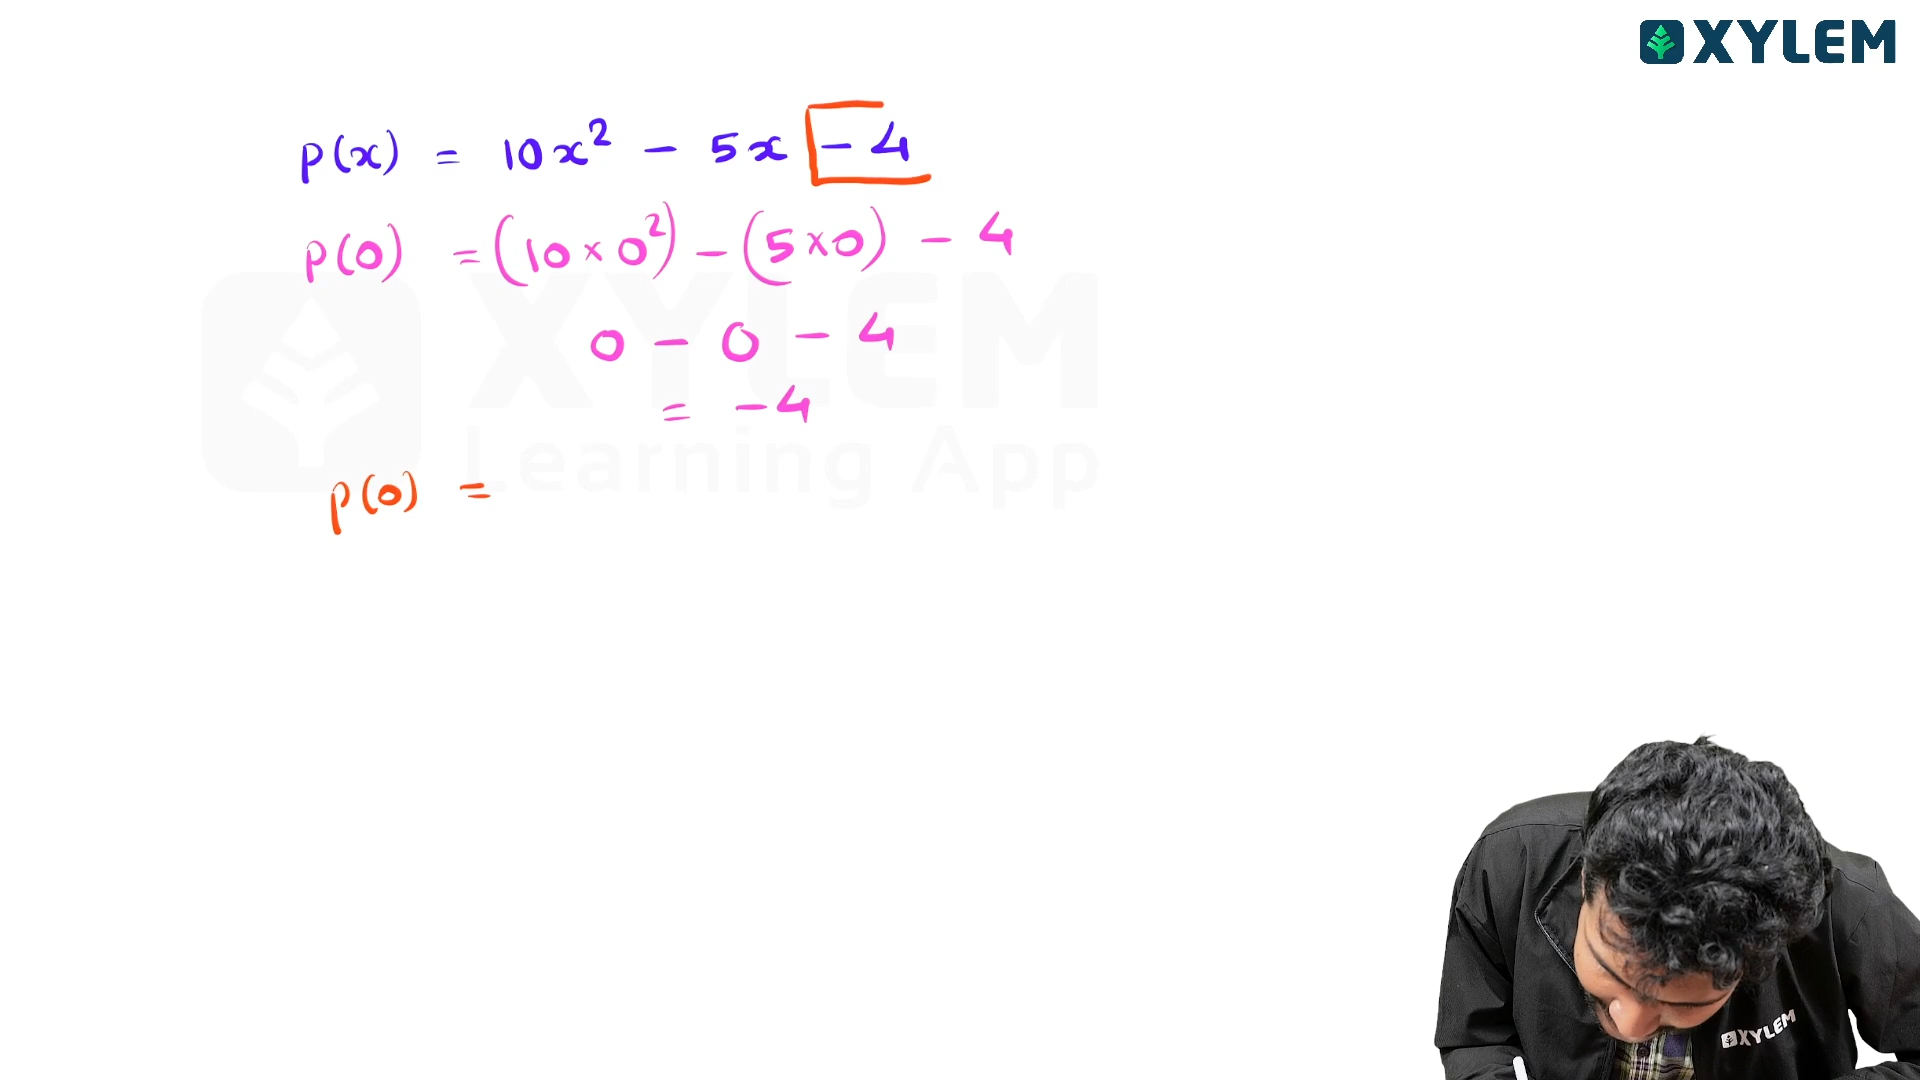 XYLEM
p(x) = 10x² - 5x - 4
p(0) = (10 × 0²) - (5×0) - 4
0 - 0 - 4
= -4
p(0) =
XYLEM
Learning App
XYLEM